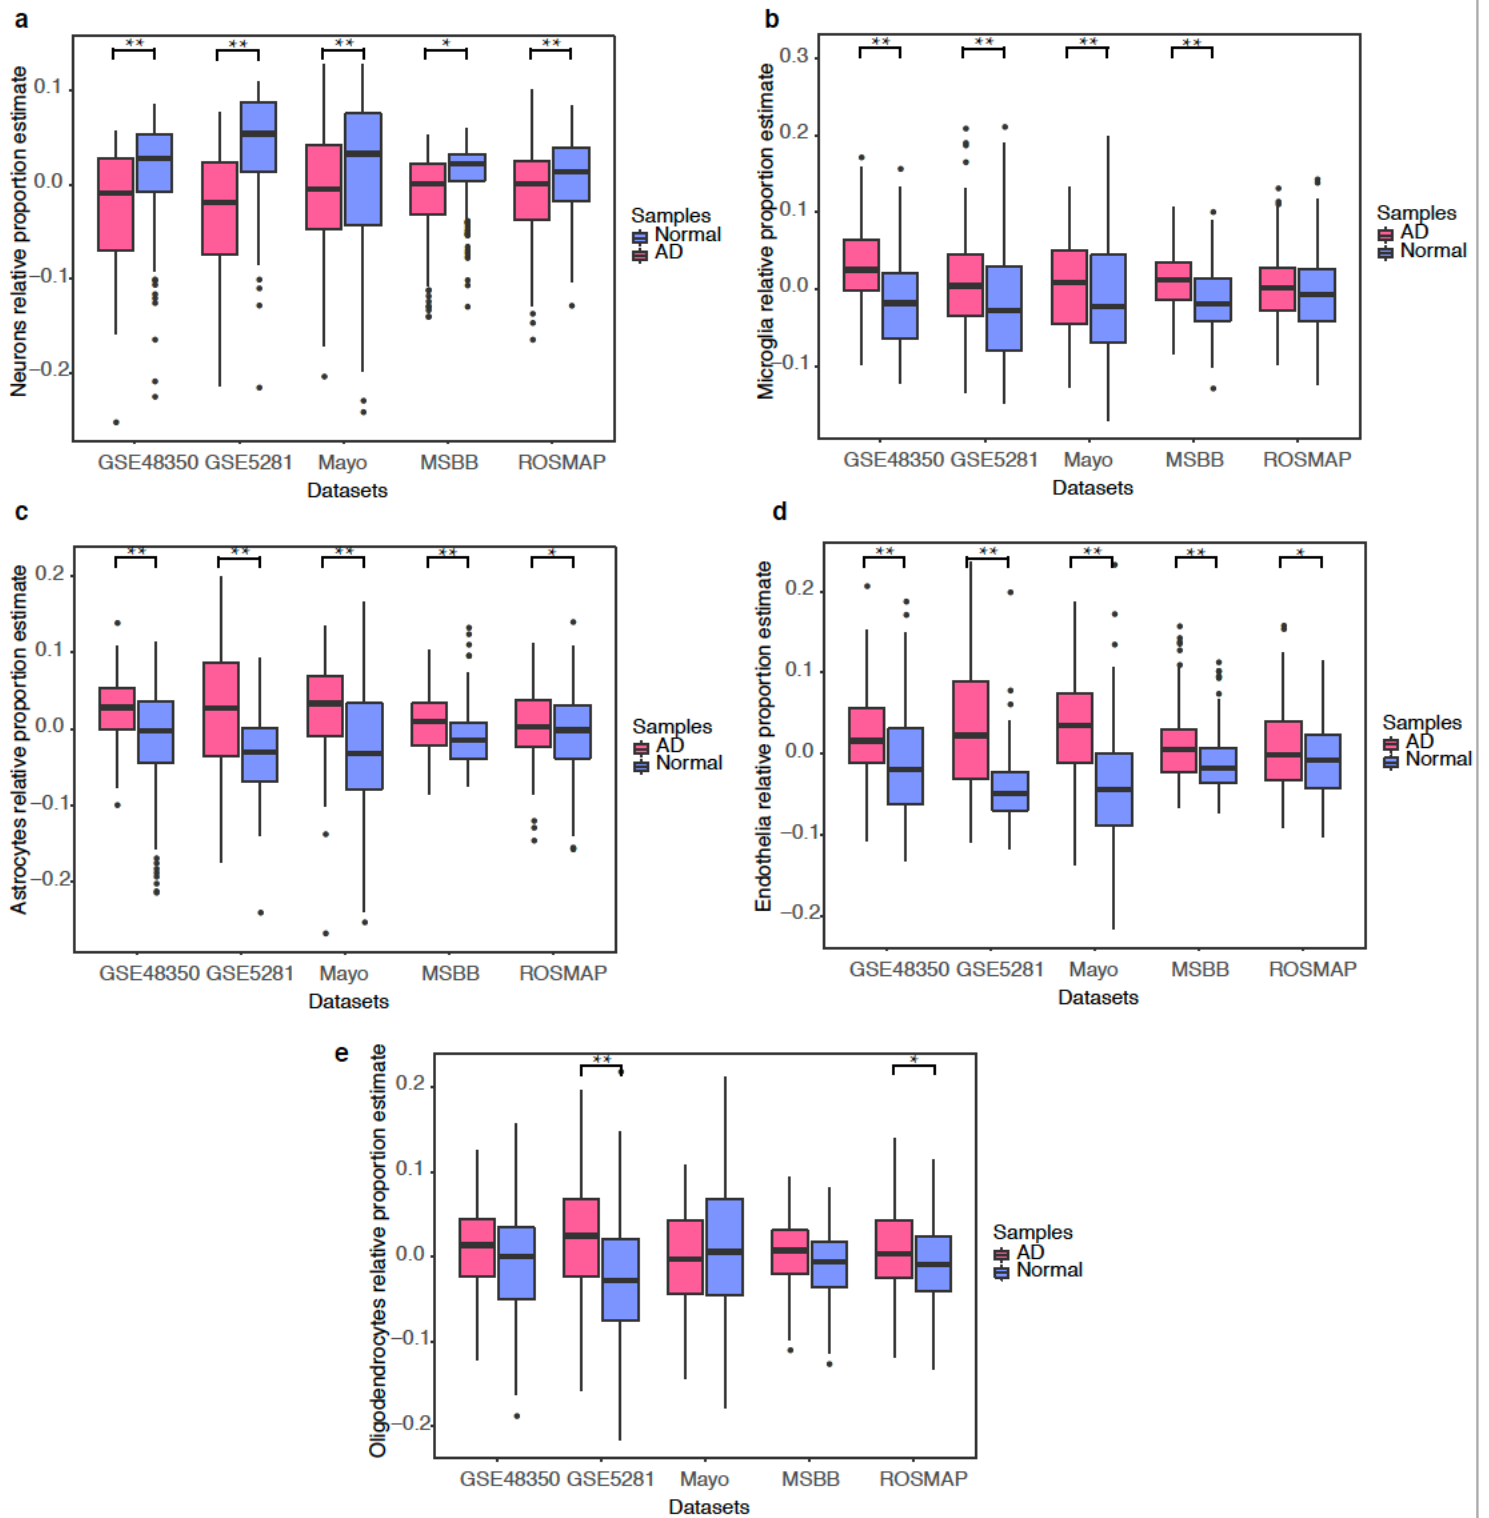 a
** ** ** * **
Neurons relative proportion estimate
0.1
0.0
−0.1
−0.2
GSE48350 GSE5281 Mayo MSBB ROSMAP
Datasets
Samples
Normal
AD
b
** ** ** **
Microglia relative proportion estimate
0.3
0.2
0.1
0.0
−0.1
GSE48350 GSE5281 Mayo MSBB ROSMAP
Datasets
Samples
AD
Normal
c
** ** ** ** *
Astrocytes relative proportion estimate
0.2
0.1
0.0
−0.1
−0.2
GSE48350 GSE5281 Mayo MSBB ROSMAP
Datasets
Samples
AD
Normal
d
** ** ** ** *
Endothelia relative proportion estimate
0.2
0.1
0.0
−0.1
−0.2
GSE48350 GSE5281 Mayo MSBB ROSMAP
Datasets
Samples
AD
Normal
e
** *
Oligodendrocytes relative proportion estimate
0.2
0.1
0.0
−0.1
−0.2
GSE48350 GSE5281 Mayo MSBB ROSMAP
Datasets
Samples
AD
Normal